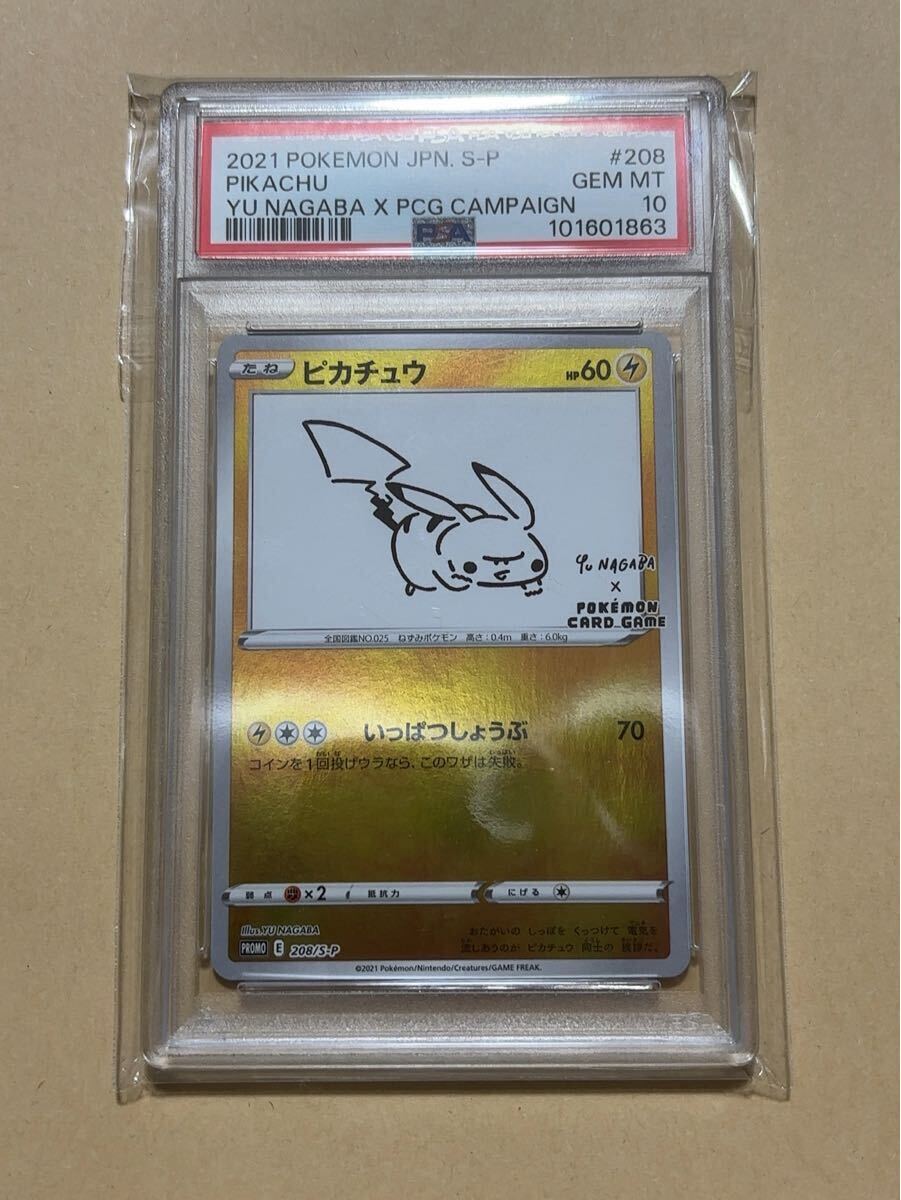 2021 POKEMON JPN. S-P #208
PIKACHU GEM MT
YU NAGABA X PCG CAMPAIGN 10
PSA 101601863
たね ピカチュウ HP60
YU NAGABA
X
POKÉMON
CARD GAME
全国図鑑NO.025 ねずみポケモン 高さ:0.4m 重さ:6.0kg
いっぱつしょうぶ 70
コインを1回投げウラなら、このワザは失敗。
弱点 ×2 抵抗力 にげる
Illus.YU NAGABA
PROMO E 208/S-P
おたがいの しっぽを くっつけて 電気を
流しあうのが ピカチュウ 同士の 挨拶だ。
©2021 Pokémon/Nintendo/Creatures/GAME FREAK.